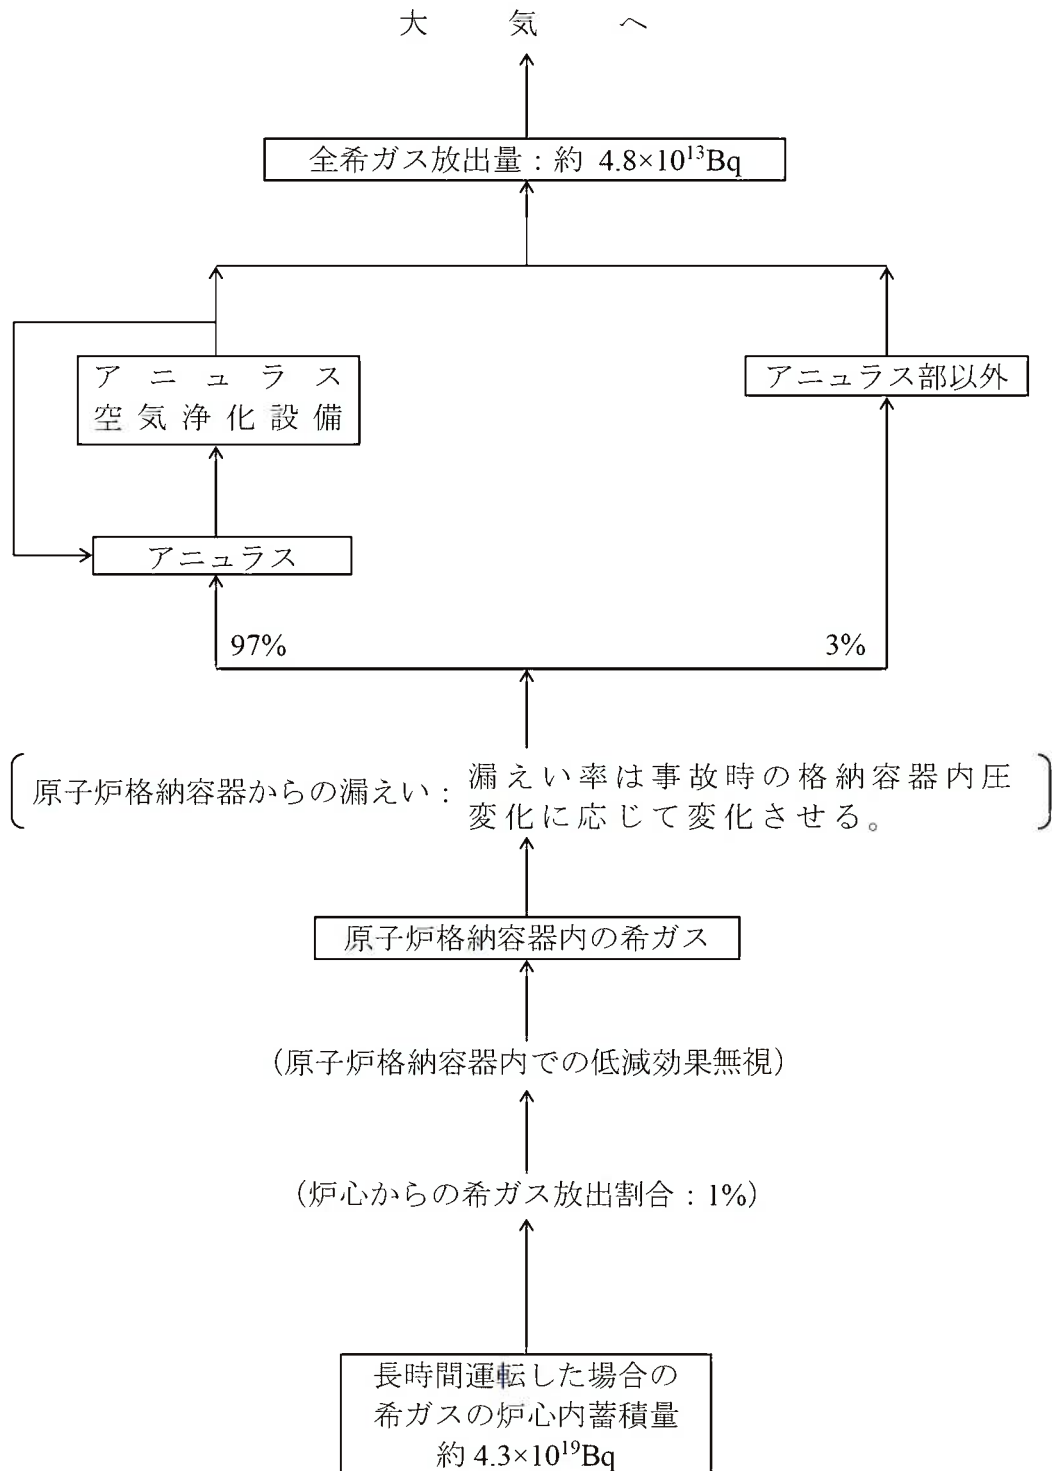 大気へ
全希ガス放出量：約 4.8×10¹³Bq
アニュラス
空気浄化設備
アニュラス部以外
アニュラス
97%
3%
原子炉格納容器からの漏えい：
漏えい率は事故時の格納容器内圧
変化に応じて変化させる。
原子炉格納容器内の希ガス
（原子炉格納容器内での低減効果無視）
（炉心からの希ガス放出割合：1%）
長時間運転した場合の
希ガスの炉心内蓄積量
約 4.3×10¹⁹Bq